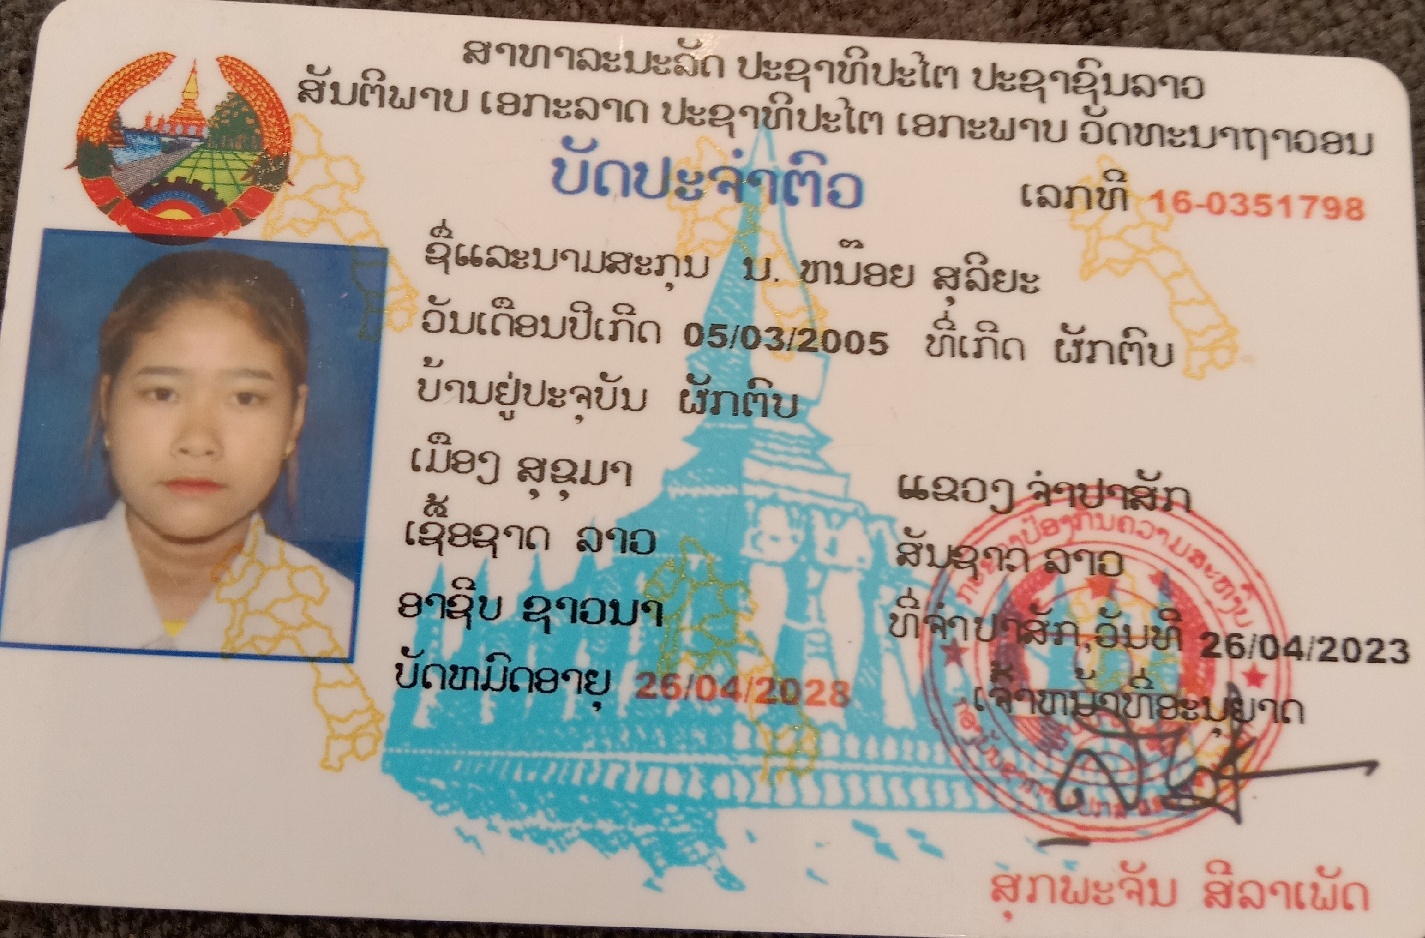 ສາທາລະນະລັດ ປະຊາທິປະໄຕ ປະຊາຊົນລາວ
ສັນຕິພາບ ເອກະລາດ ປະຊາທິປະໄຕ ເອກະພາບ ວັດທະນາຖາວອນ
ບັດປະຈຳຕົວ
ເລກທີ 16-0351798
ຊື່ແລະນາມສະກຸນ ນ. ຫນ໊ອຍ ສຸລິຍະ
ວັນເດືອນປີເກີດ 05/03/2005 ທີ່ເກີດ ຜັກຕົບ
ບ້ານຢູ່ປະຈຸບັນ ຜັກຕົບ
ເມືອງ ສຸຂຸມາ ແຂວງ ຈຳປາສັກ
ເຊື້ອຊາດ ລາວ ສັນຊາວ ລາວ
ອາຊີບ ຊາວນາ ທີ່ຈຳປາສັກ,ວັນທີ 26/04/2023
ບັດຫມົດອາຍຸ 26/04/2028 ເຈົ້າຫນ້າທີ່ອະນຸຍາດ
ສຸກພະຈັນ ສີລາເພັດ